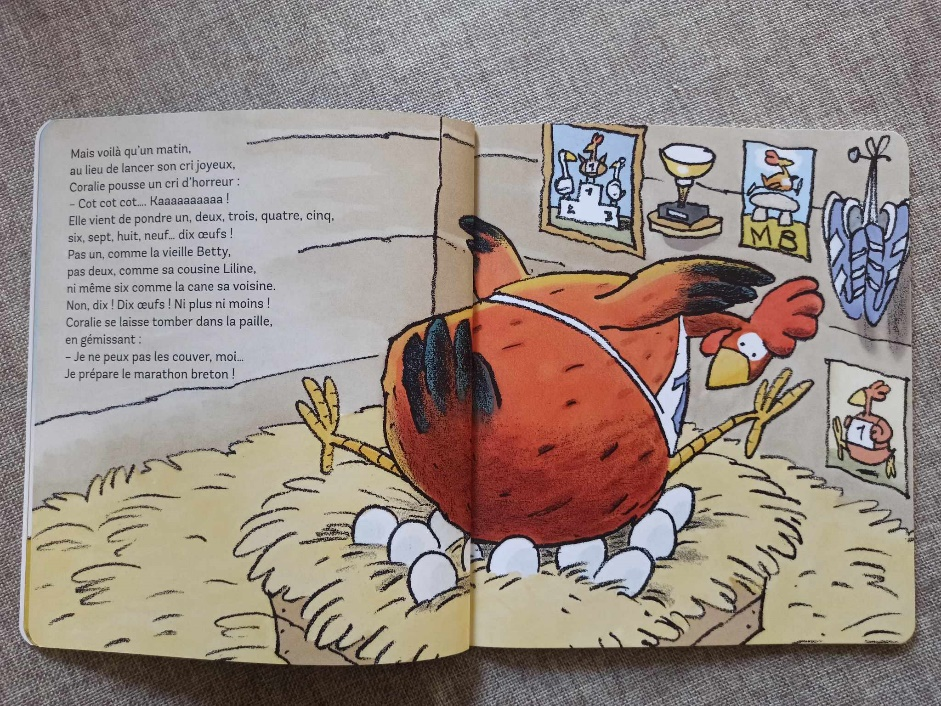 Mais voilà qu'un matin,
au lieu de lancer son cri joyeux,
Coralie pousse un cri d'horreur :
– Cot cot cot.... Kaaaaaaaaaa !
Elle vient de pondre un, deux, trois, quatre, cinq,
six, sept, huit, neuf... dix œufs !
Pas un, comme la vieille Betty,
pas deux, comme sa cousine Liline,
ni même six comme la cane sa voisine.
Non, dix ! Dix œufs ! Ni plus ni moins !
Coralie se laisse tomber dans la paille,
en gémissant :
– Je ne peux pas les couver, moi...
Je prépare le marathon breton !
1
1
2
3
MB
1
1